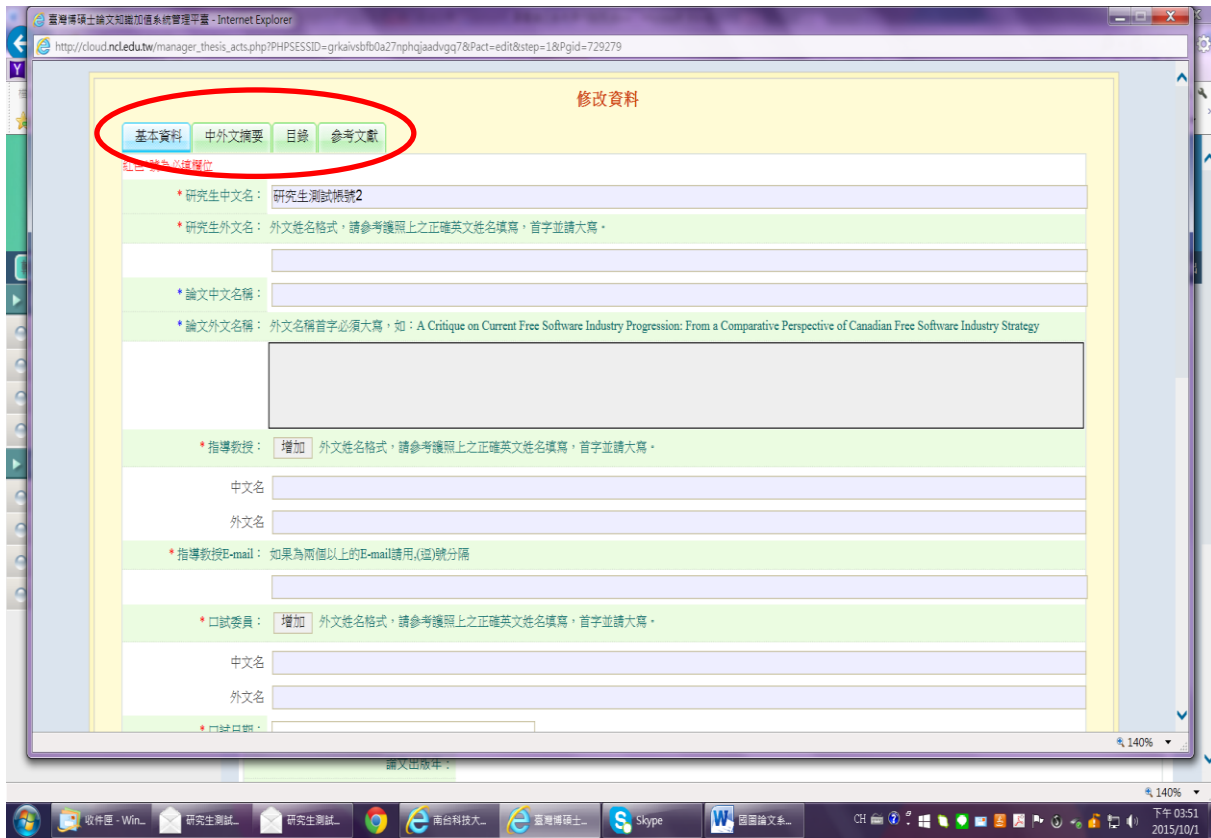 臺灣博碩士論文知識加值系統管理平臺 - Internet Explorer
http://cloud.ncl.edu.tw/manager_thesis_acts.php?PHPSESSID=grkaivsbfb0a27nphqjaadvgq7&Pact=edit&step=1&Pgid=729279
修改資料
基本資料 中外文摘要 目錄 參考文獻
紅色*號為必填欄位
*研究生中文名： 研究生測試帳號2
*研究生外文名： 外文姓名格式，請參考護照上之正確英文姓名填寫，首字並請大寫。
*論文中文名稱：
*論文外文名稱： 外文名稱首字必須大寫，如：A Critique on Current Free Software Industry Progression: From a Comparative Perspective of Canadian Free Software Industry Strategy
*指導教授： 增加 外文姓名格式，請參考護照上之正確英文姓名填寫，首字並請大寫。
中文名
外文名
*指導教授E-mail： 如果為兩個以上的E-mail請用,(逗)號分隔
*口試委員： 增加 外文姓名格式，請參考護照上之正確英文姓名填寫，首字並請大寫。
中文名
外文名
*口試日期：
140%
論文出版年：
140%
收件匣 - Win... 研究生測試... 研究生測試... 南台科技大... 臺灣博碩士... Skype 國圖論文系... CH 下午 03:51
2015/10/1